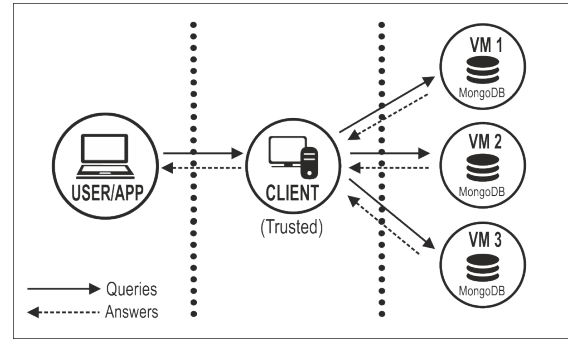 VM 1
MongoDB
USER/APP
CLIENT
(Trusted)
VM 2
MongoDB
VM 3
MongoDB
Queries
Answers